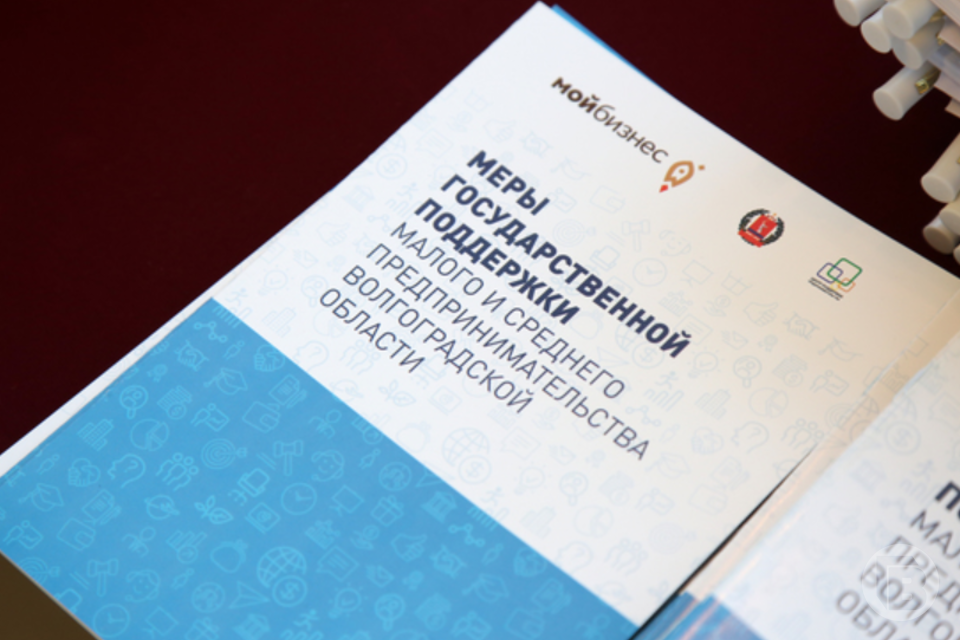 мойбизнес
МЕРЫ
ГОСУДАРСТВЕННОЙ
ПОДДЕРЖКИ
МАЛОГО И СРЕДНЕГО
ПРЕДПРИНИМАТЕЛЬСТВА
ВОЛГОГРАДСКОЙ
ОБЛАСТИ